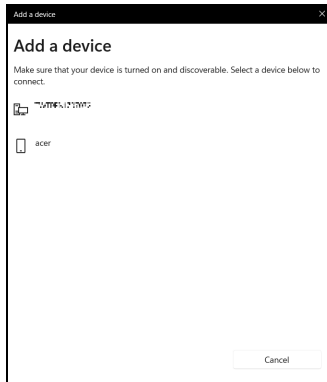 Add a device
Add a device
Make sure that your device is turned on and discoverable. Select a device below to
connect.
acer
Cancel